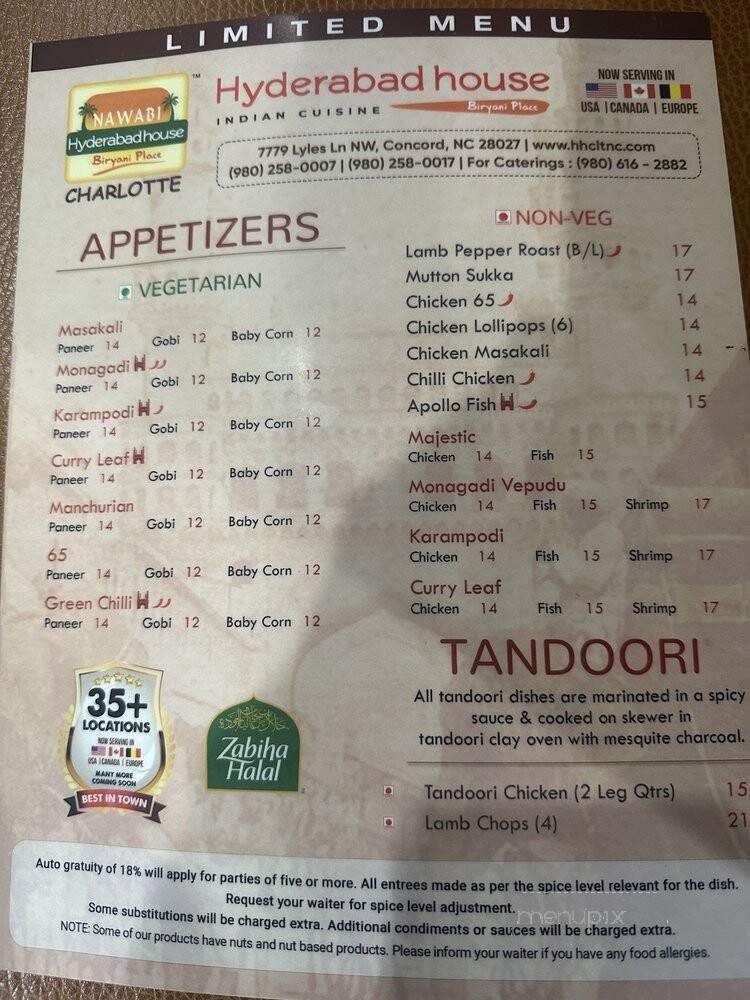 LIMITED MENU
NAWABI
Hyderabad house
Biryani Place
CHARLOTTE
TM
Hyderabad house
INDIAN CUISINE
Biryani Place
NOW SERVING IN
USA | CANADA | EUROPE
7779 Lyles Ln NW, Concord, NC 28027 | www.hhcltnc.com
(980) 258-0007 | (980) 258-0017 | For Caterings : (980) 616 - 2882
APPETIZERS
VEGETARIAN
Masakali
Paneer 14 Gobi 12 Baby Corn 12
Monagadi
Paneer 14 Gobi 12 Baby Corn 12
Karampodi
Paneer 14 Gobi 12 Baby Corn 12
Curry Leaf
Paneer 14 Gobi 12 Baby Corn 12
Manchurian
Paneer 14 Gobi 12 Baby Corn 12
65
Paneer 14 Gobi 12 Baby Corn 12
Green Chilli
Paneer 14 Gobi 12 Baby Corn 12
NON-VEG
Lamb Pepper Roast (B/L) 17
Mutton Sukka 17
Chicken 65 14
Chicken Lollipops (6) 14
Chicken Masakali 14
Chilli Chicken 14
Apollo Fish 15
Majestic
Chicken 14 Fish 15
Monagadi Vepudu
Chicken 14 Fish 15 Shrimp 17
Karampodi
Chicken 14 Fish 15 Shrimp 17
Curry Leaf
Chicken 14 Fish 15 Shrimp 17
TANDOORI
All tandoori dishes are marinated in a spicy
sauce & cooked on skewer in
tandoori clay oven with mesquite charcoal.
Tandoori Chicken (2 Leg Qtrs) 15
Lamb Chops (4) 21
35+
LOCATIONS
NOW SERVING IN
USA | CANADA | EUROPE
MANY MORE
COMING SOON
BEST IN TOWN
Zabiha
Halal
Auto gratuity of 18% will apply for parties of five or more. All entrees made as per the spice level relevant for the dish.
Request your waiter for spice level adjustment.
Some substitutions will be charged extra. Additional condiments or sauces will be charged extra.
NOTE: Some of our products have nuts and nut based products. Please inform your waiter if you have any food allergies.
menupix